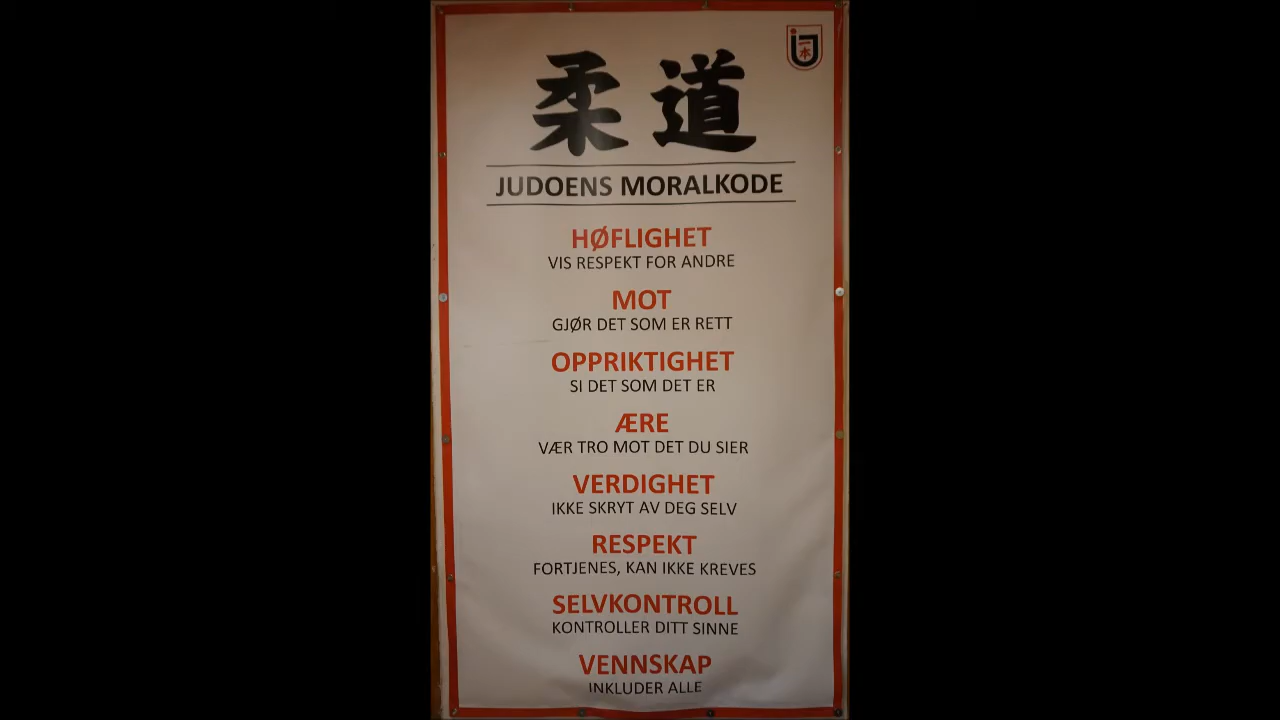 柔道
JUDOENS MORALKODE
HØFLIGHET
VIS RESPEKT FOR ANDRE
MOT
GJØR DET SOM ER RETT
OPPRIKTIGHET
SI DET SOM DET ER
ÆRE
VÆR TRO MOT DET DU SIER
VERDIGHET
IKKE SKRYT AV DEG SELV
RESPEKT
FORTJENES, KAN IKKE KREVES
SELVKONTROLL
KONTROLLER DITT SINNE
VENNSKAP
INKLUDER ALLE